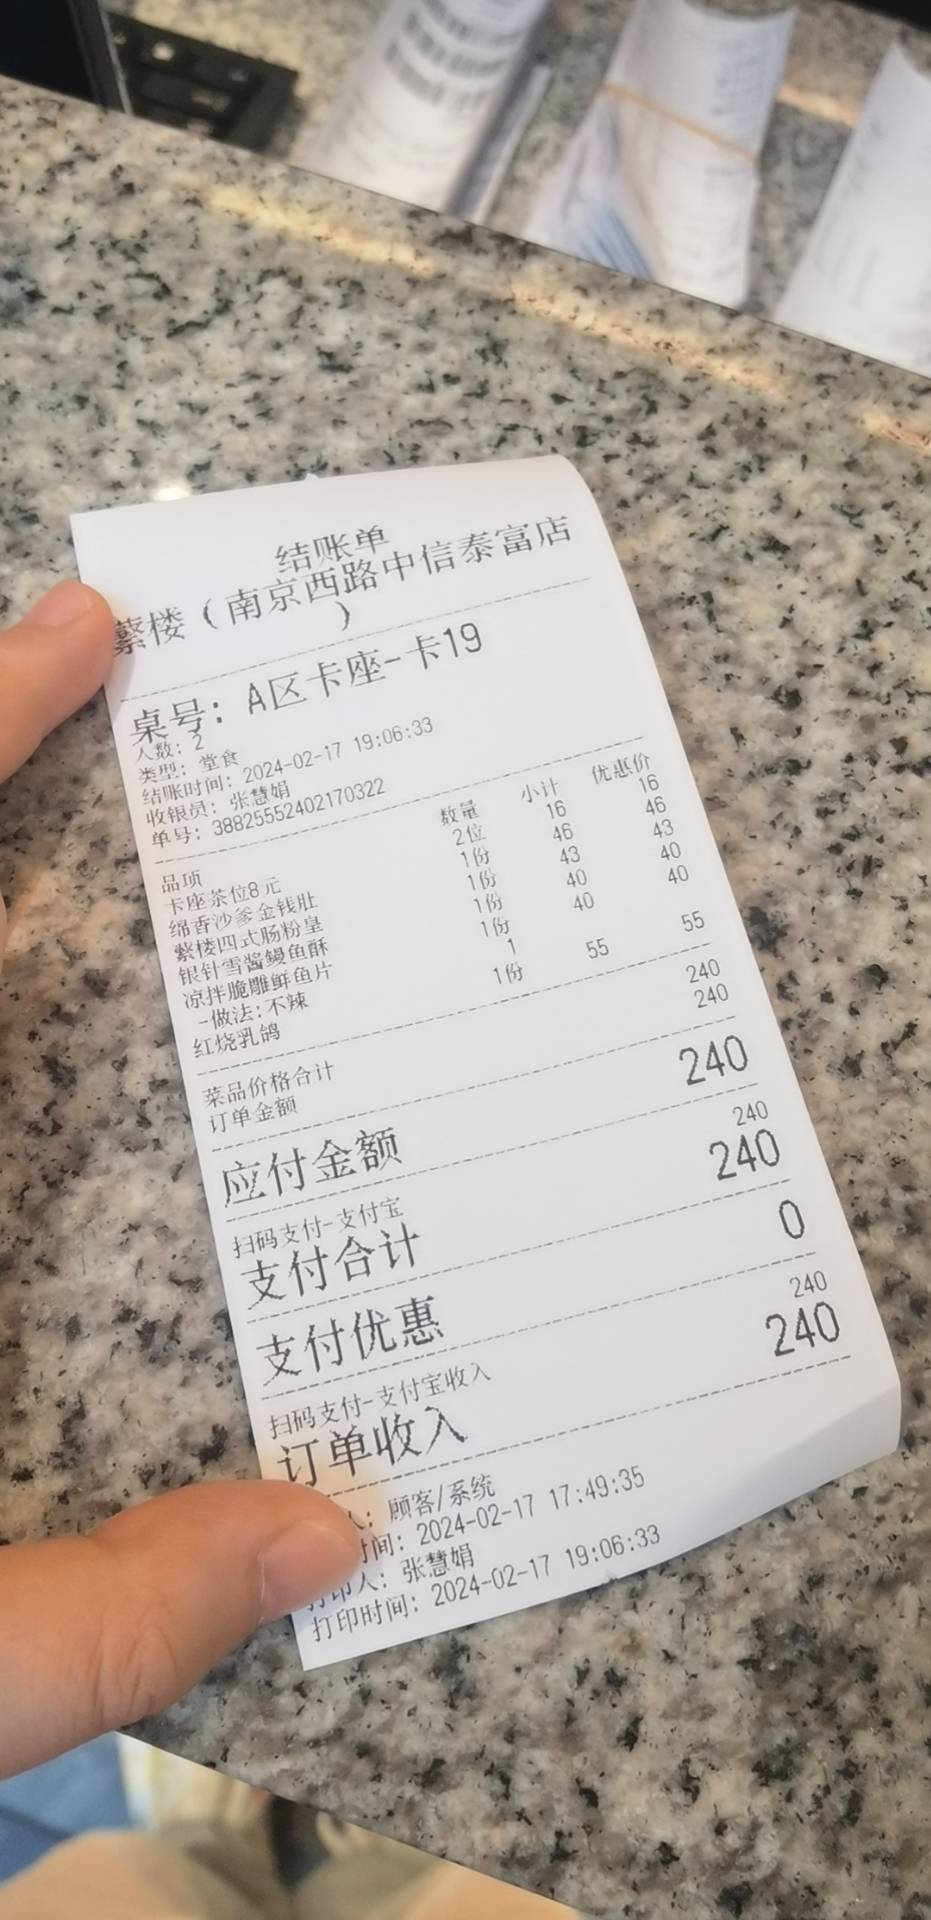 结账单
蘩楼（南京西路中信泰富店
）
桌号: A区卡座-卡19
人数: 2
类型: 堂食
结账时间: 2024-02-17 19:06:33
收银员: 张慧娟
单号: 38825552402170322
品项 数量 小计 优惠价
卡座茶位8元 2位 16 16
绵香沙爹金钱肚 1份 46 46
蘩楼四式肠粉皇 1份 43 43
银针雪酱鳗鱼酥 1份 40 40
凉拌脆雕鲜鱼片 1份 40 40
-做法:不辣 1
红烧乳鸽 1份 55 55
菜品价格合计 240
订单金额 240
应付金额 240
扫码支付-支付宝 240
支付合计 240
支付优惠 0
扫码支付-支付宝收入 240
订单收入 240
人: 顾客/系统
时间: 2024-02-17 17:49:35
打印人: 张慧娟
打印时间: 2024-02-17 19:06:33